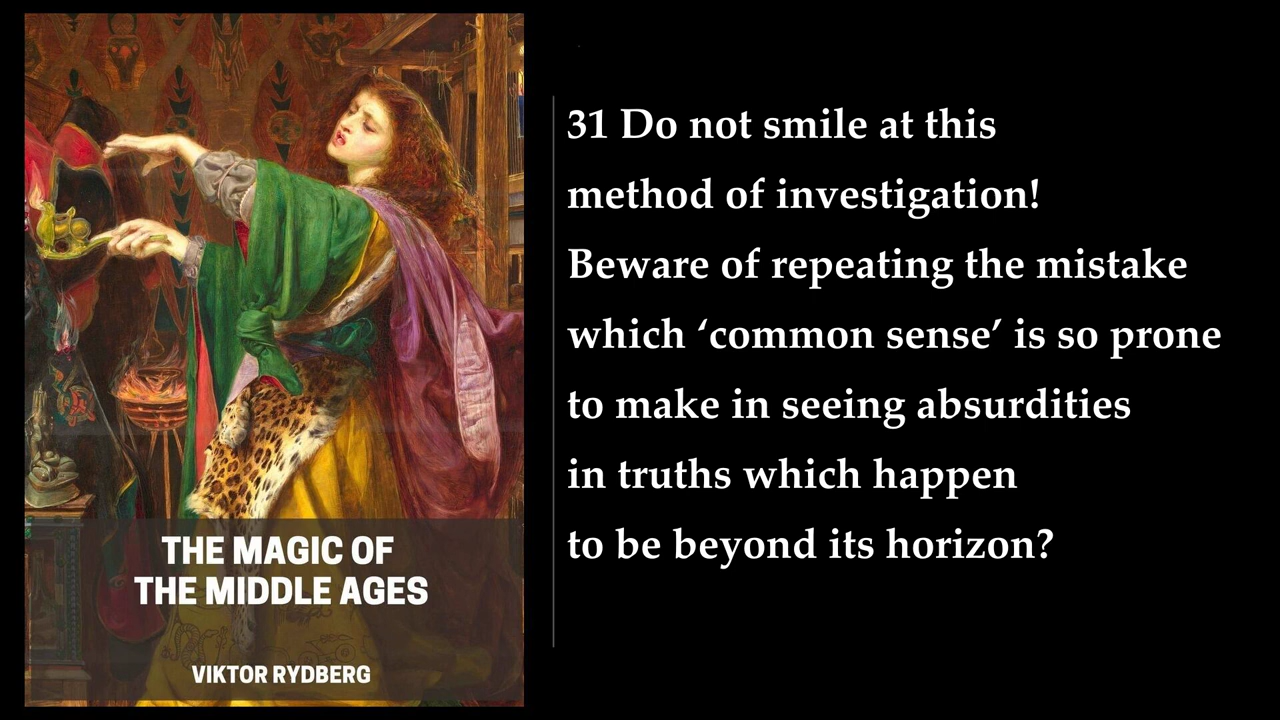 THE MAGIC OF
THE MIDDLE AGES
VIKTOR RYDBERG
31 Do not smile at this
method of investigation!
Beware of repeating the mistake
which ‘common sense’ is so prone
to make in seeing absurdities
in truths which happen
to be beyond its horizon?